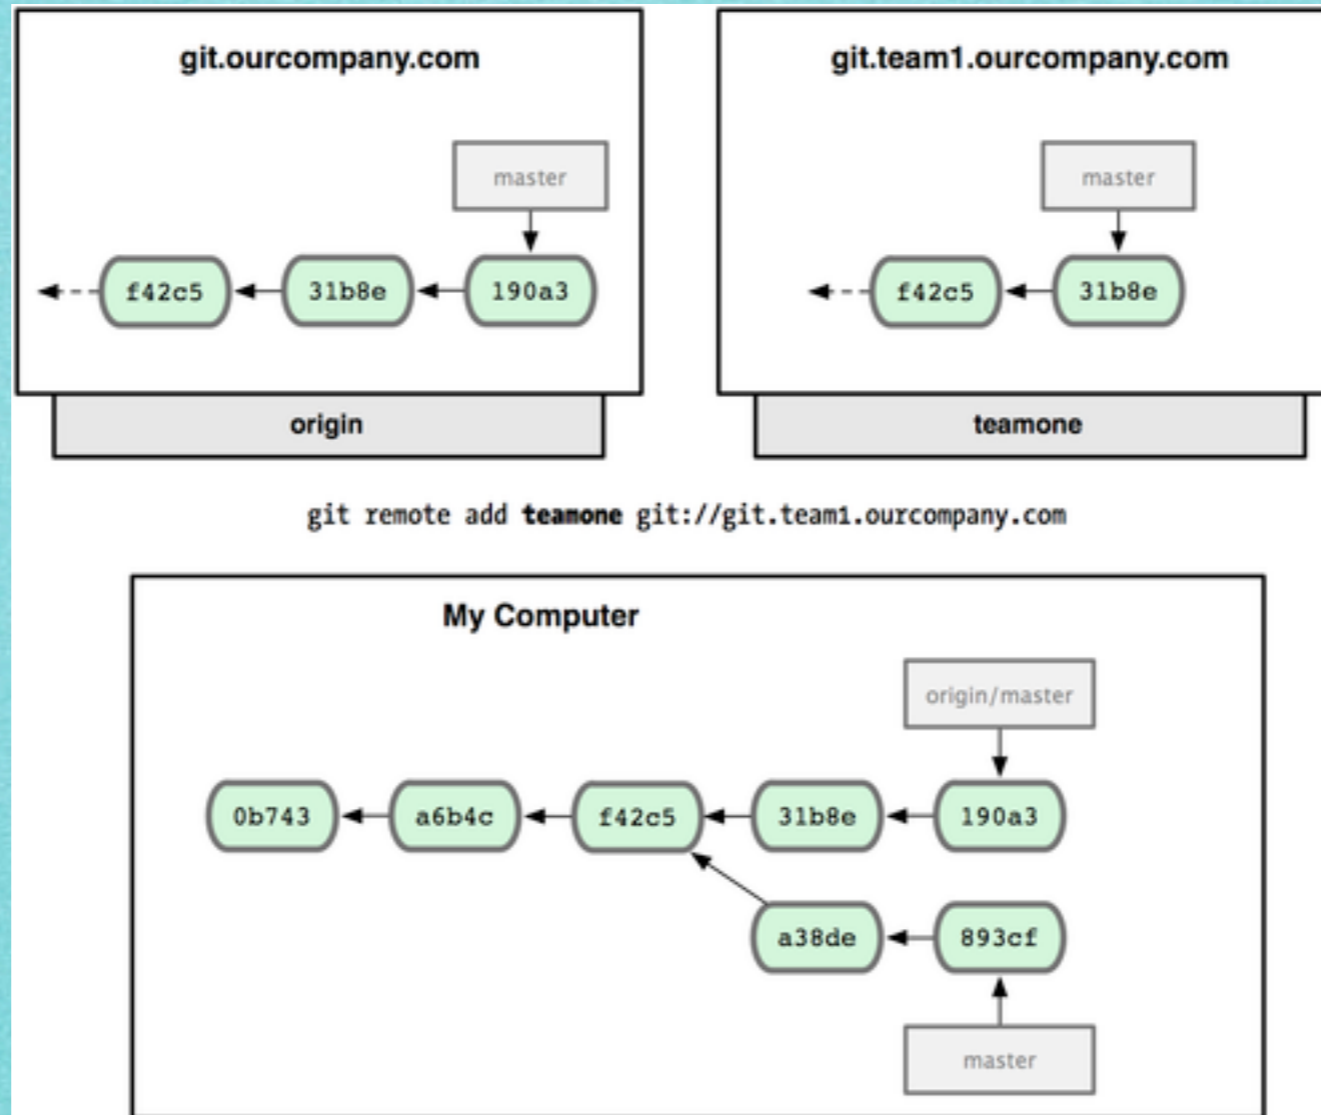 git.ourcompany.com
master
f42c5 31b8e 190a3
origin
git.team1.ourcompany.com
master
f42c5 31b8e
teamone
git remote add teamone git://git.team1.ourcompany.com
My Computer
origin/master
0b743 a6b4c f42c5 31b8e 190a3
a38de 893cf
master